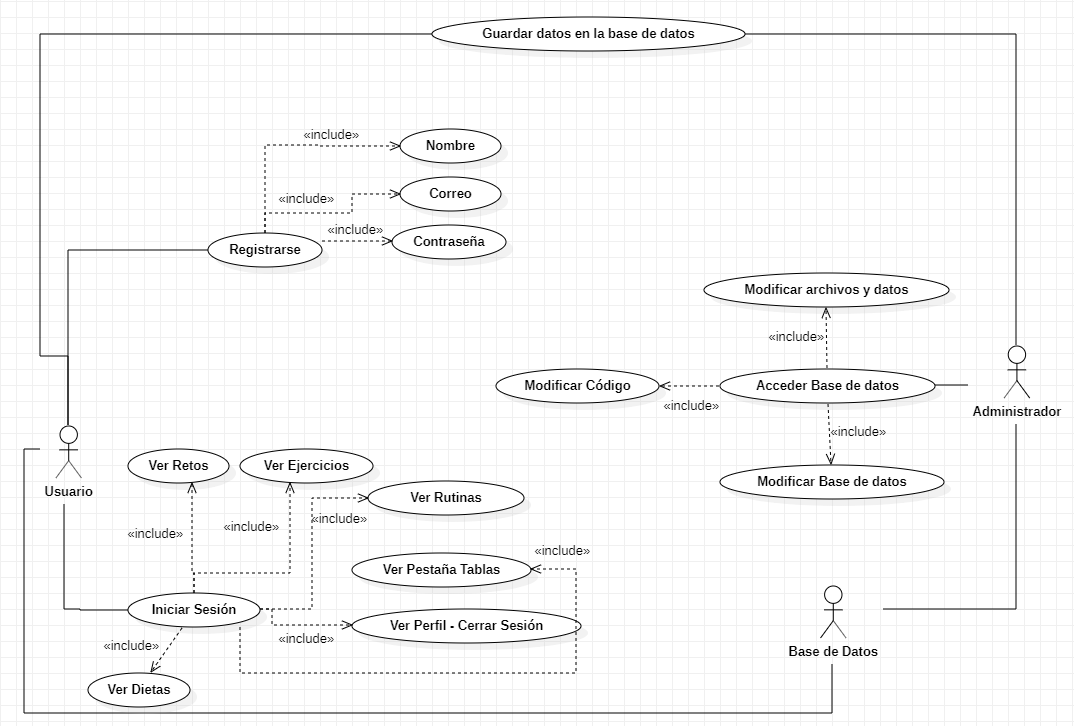 Guardar datos en la base de datos
«include»
Nombre
«include»
Correo
«include»
Contraseña
Registrarse
Modificar archivos y datos
«include»
Modificar Código
Acceder Base de datos
«include»
Administrador
«include»
Modificar Base de datos
Usuario
Ver Retos
Ver Ejercicios
Ver Rutinas
«include»
«include»
«include»
Ver Pestaña Tablas
«include»
Iniciar Sesión
Ver Perfil - Cerrar Sesión
«include»
«include»
Ver Dietas
Base de Datos